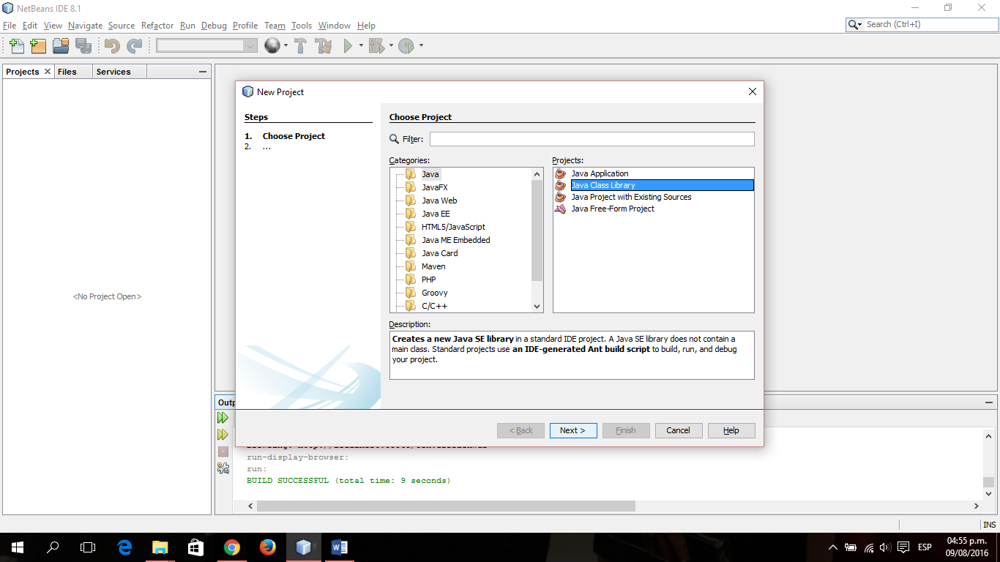 NetBeans IDE 8.1
File Edit View Navigate Source Refactor Run Debug Profile Team Tools Window Help
Search (Ctrl+I)
Projects Files Services
<No Project Open>
New Project
Steps
1. Choose Project
2. ...
Choose Project
Filter:
Categories:
Java
JavaFX
Java Web
Java EE
HTML5/JavaScript
Java ME Embedded
Java Card
Maven
PHP
Groovy
C/C++
Projects:
Java Application
Java Class Library
Java Project with Existing Sources
Java Free-Form Project
Description:
Creates a new Java SE library in a standard IDE project. A Java SE library does not contain a
main class. Standard projects use an IDE-generated Ant build script to build, run, and debug
your project.
< Back Next > Finish Cancel Help
Outp
run-display-browser:
run:
BUILD SUCCESSFUL (total time: 9 seconds)
INS
ESP
04:55 p.m.
09/08/2016